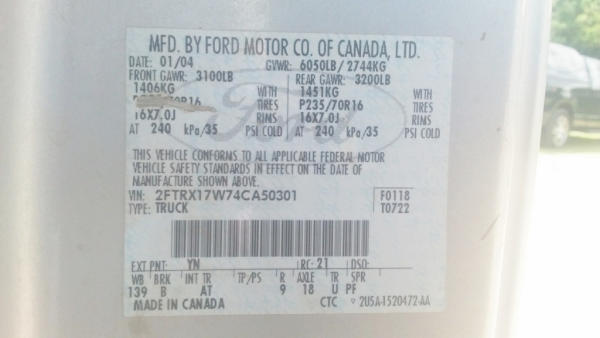 MFD. BY FORD MOTOR CO. OF CANADA, LTD.
DATE: 01/04 GVWR: 6050LB/ 2744KG
FRONT GAWR: 3100LB REAR GAWR: 3200LB
1406KG WITH 1451KG WITH
P235/70R16 TIRES P235/70R16 TIRES
16X7.0J RIMS 16X7.0J RIMS
AT 240 kPa/35 PSI COLD AT 240 kPa/35 PSI COLD
Ford
THIS VEHICLE CONFORMS TO ALL APPLICABLE FEDERAL MOTOR
VEHICLE SAFETY STANDARDS IN EFFECT ON THE DATE OF
MANUFACTURE SHOWN ABOVE.
VIN: 2FTRX17W74CA50301 F0118
TYPE: TRUCK T0722
EXT PNT: YN RC: 21 DSO:
WB BRK INT TR TP/PS R AXLE TR SPR
139 B AT 9 18 U PF
MADE IN CANADA CTC 2U5A-1520472-AA